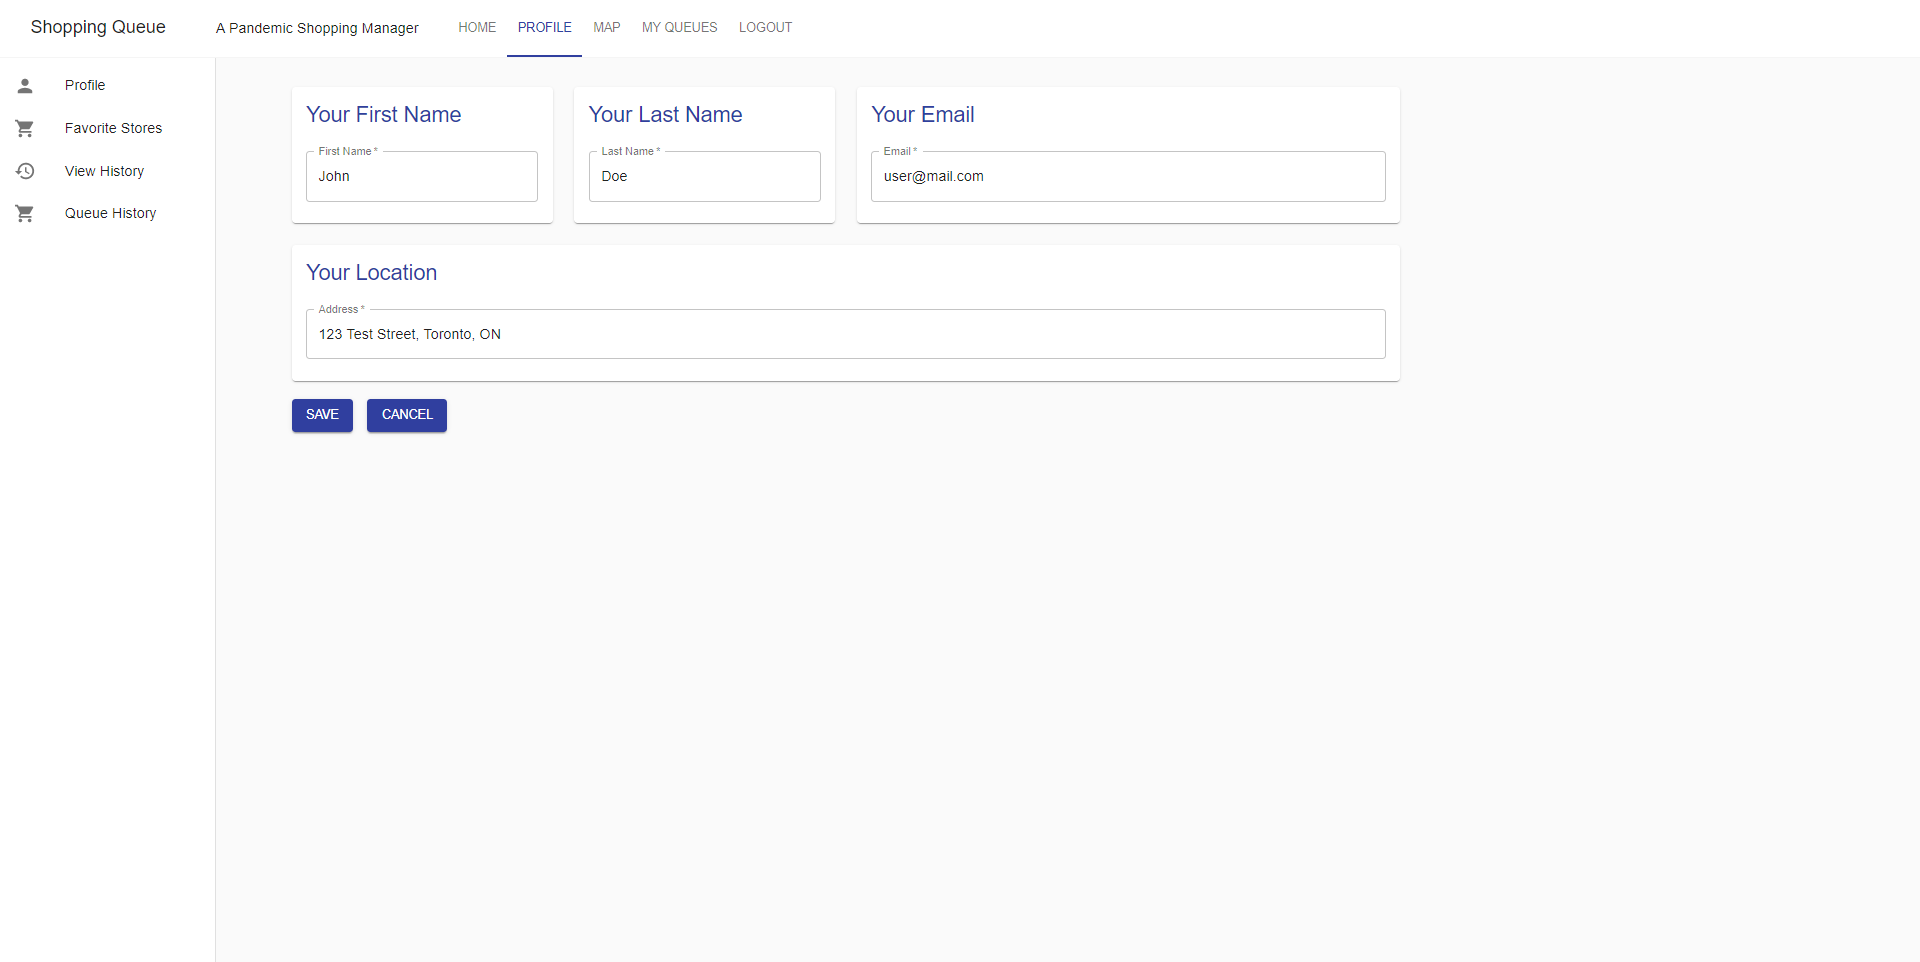 Shopping Queue
A Pandemic Shopping Manager
HOME
PROFILE
MAP
MY QUEUES
LOGOUT
Profile
Favorite Stores
View History
Queue History
Your First Name
First Name *
John
Your Last Name
Last Name *
Doe
Your Email
Email *
user@mail.com
Your Location
Address *
123 Test Street, Toronto, ON
SAVE
CANCEL